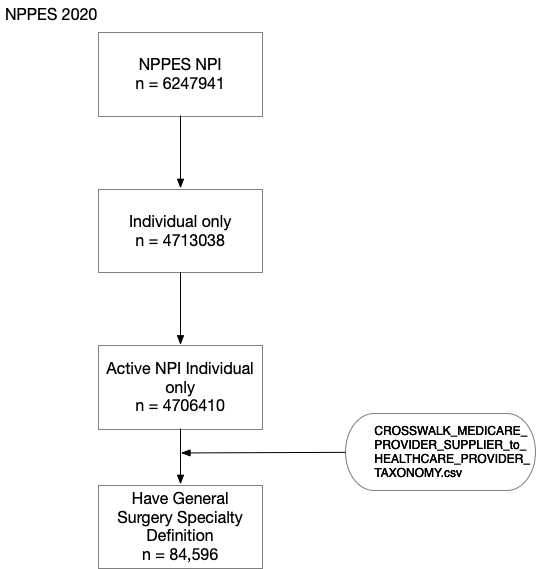 NPPES 2020
NPPES NPI
n = 6247941
Individual only
n = 4713038
Active NPI Individual
only
n = 4706410
CROSSWALK_MEDICARE_
PROVIDER_SUPPLIER_to_
HEALTHCARE_PROVIDER_
TAXONOMY.csv
Have General
Surgery Specialty
Definition
n = 84,596